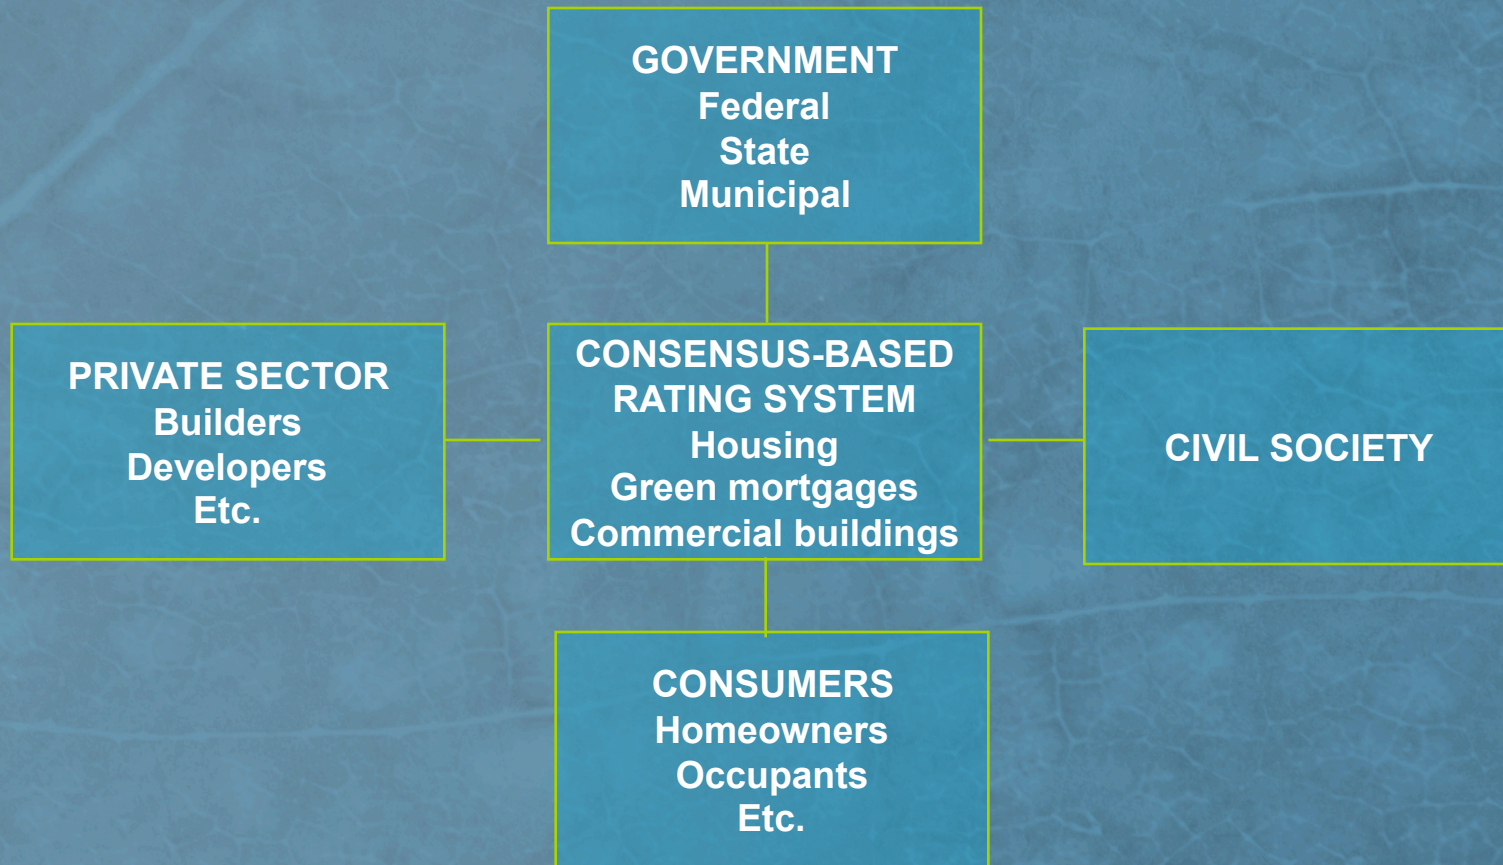 GOVERNMENT
Federal
State
Municipal
PRIVATE SECTOR
Builders
Developers
Etc.
CONSENSUS-BASED
RATING SYSTEM
Housing
Green mortgages
Commercial buildings
CIVIL SOCIETY
CONSUMERS
Homeowners
Occupants
Etc.